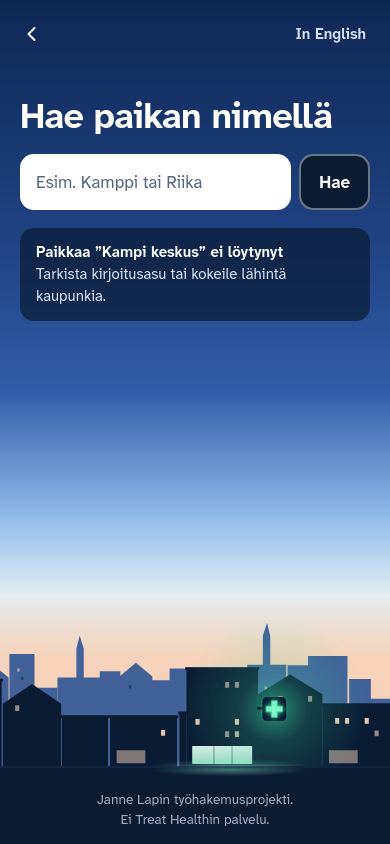 In English
Hae paikan nimellä
Esim. Kamppi tai Riika
Hae
Paikkaa ”Kampi keskus” ei löytynyt
Tarkista kirjoitusasu tai kokeile lähintä
kaupunkia.
Janne Lapin työhakemusprojekti.
Ei Treat Healthin palvelu.